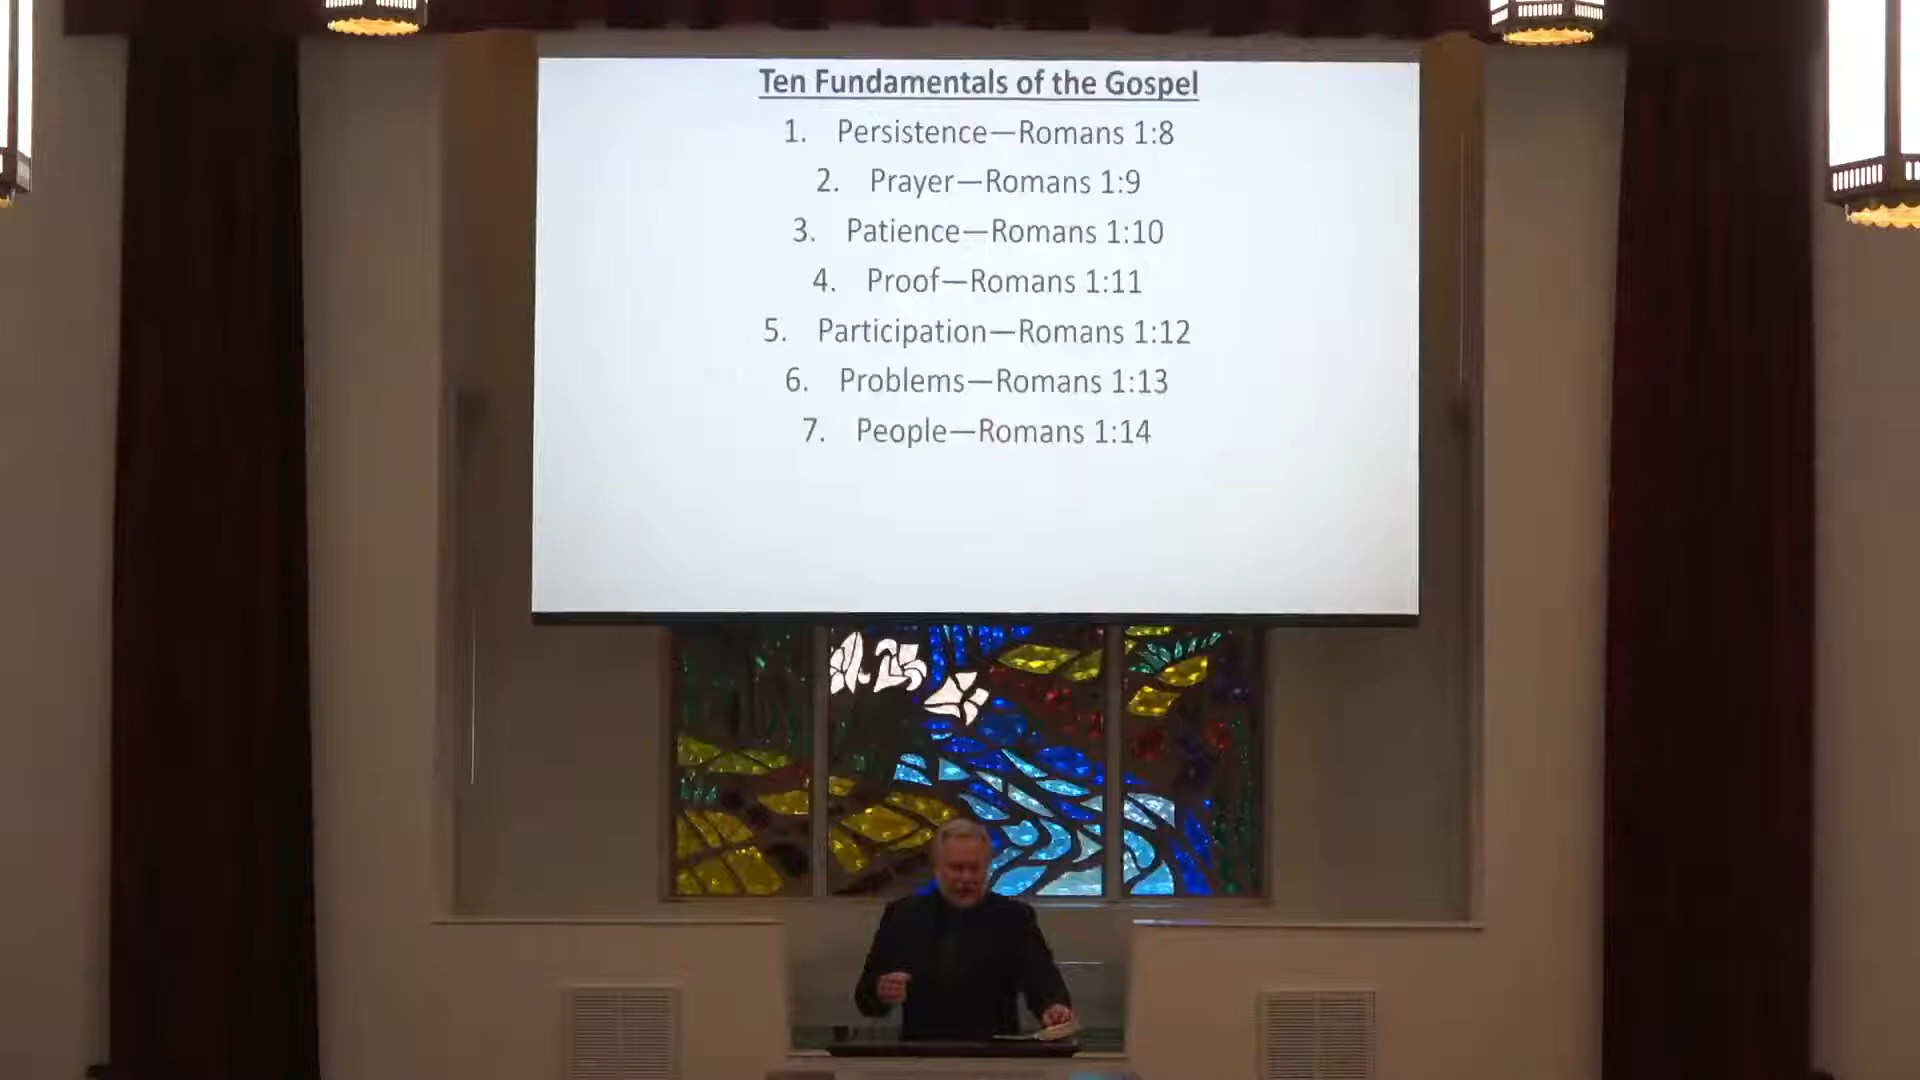 Ten Fundamentals of the Gospel
1. Persistence—Romans 1:8
2. Prayer—Romans 1:9
3. Patience—Romans 1:10
4. Proof—Romans 1:11
5. Participation—Romans 1:12
6. Problems—Romans 1:13
7. People—Romans 1:14